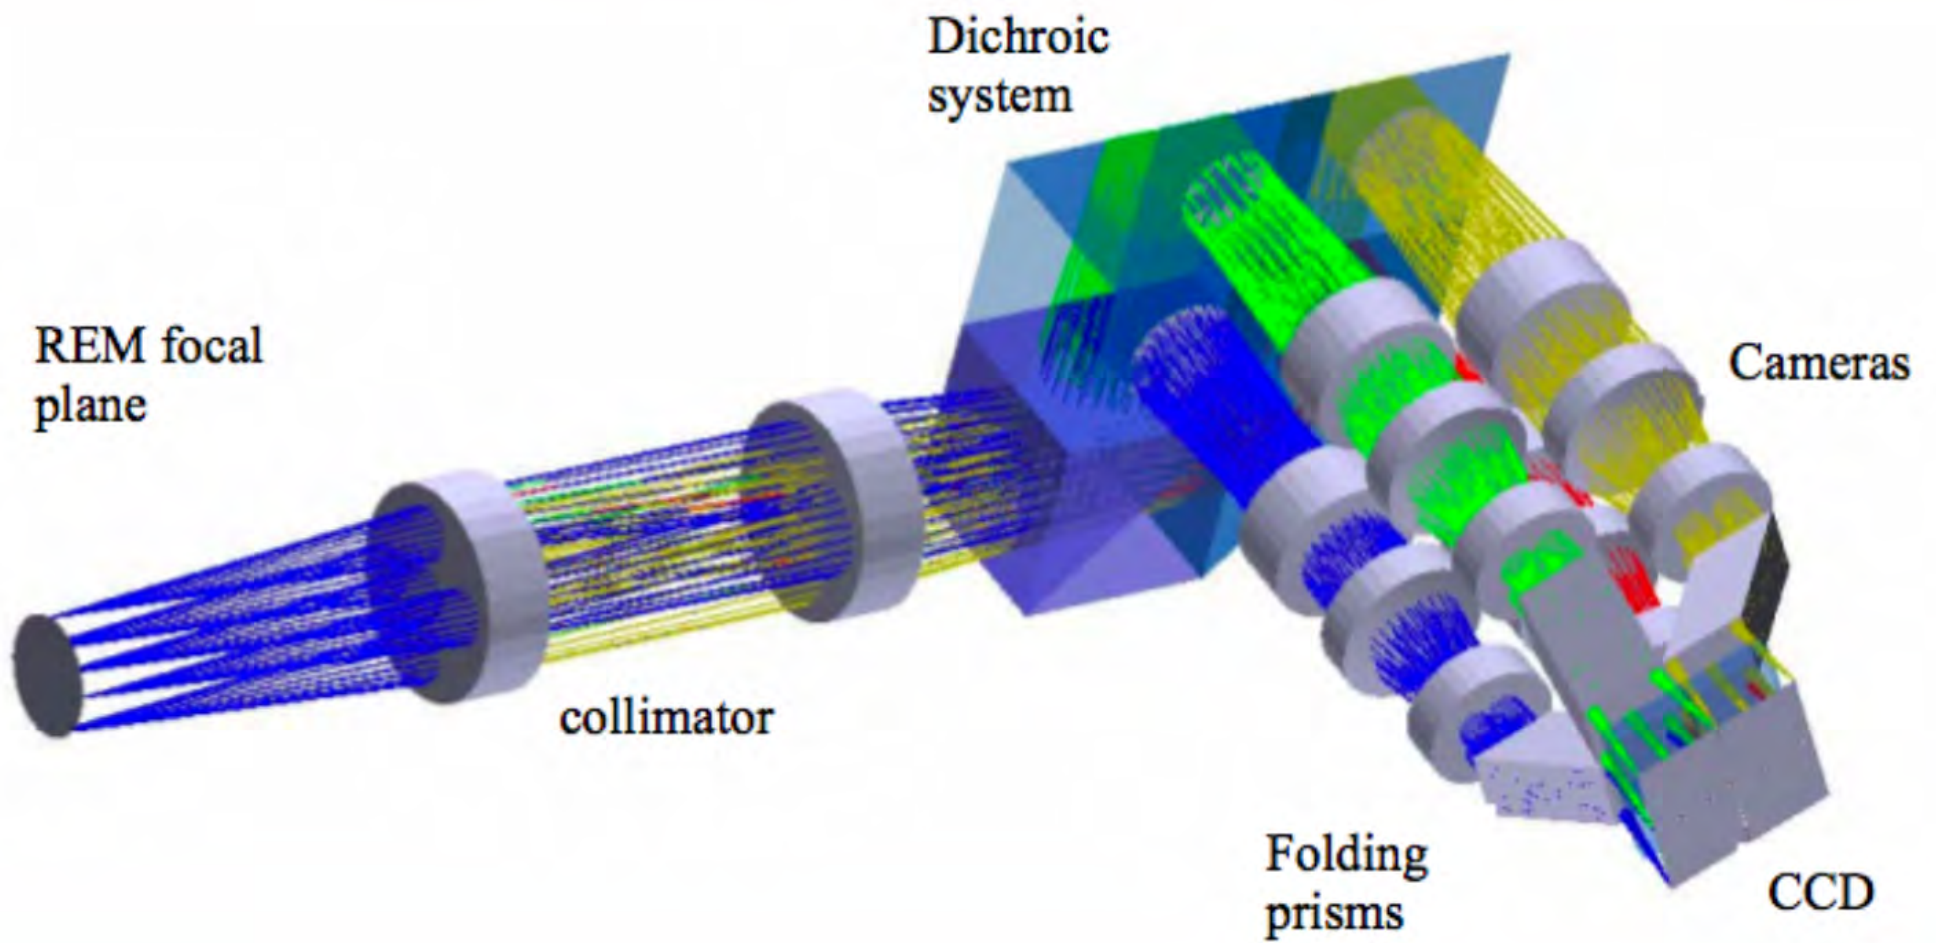 Dichroic
system
REM focal
plane
Cameras
collimator
Folding
prisms
CCD